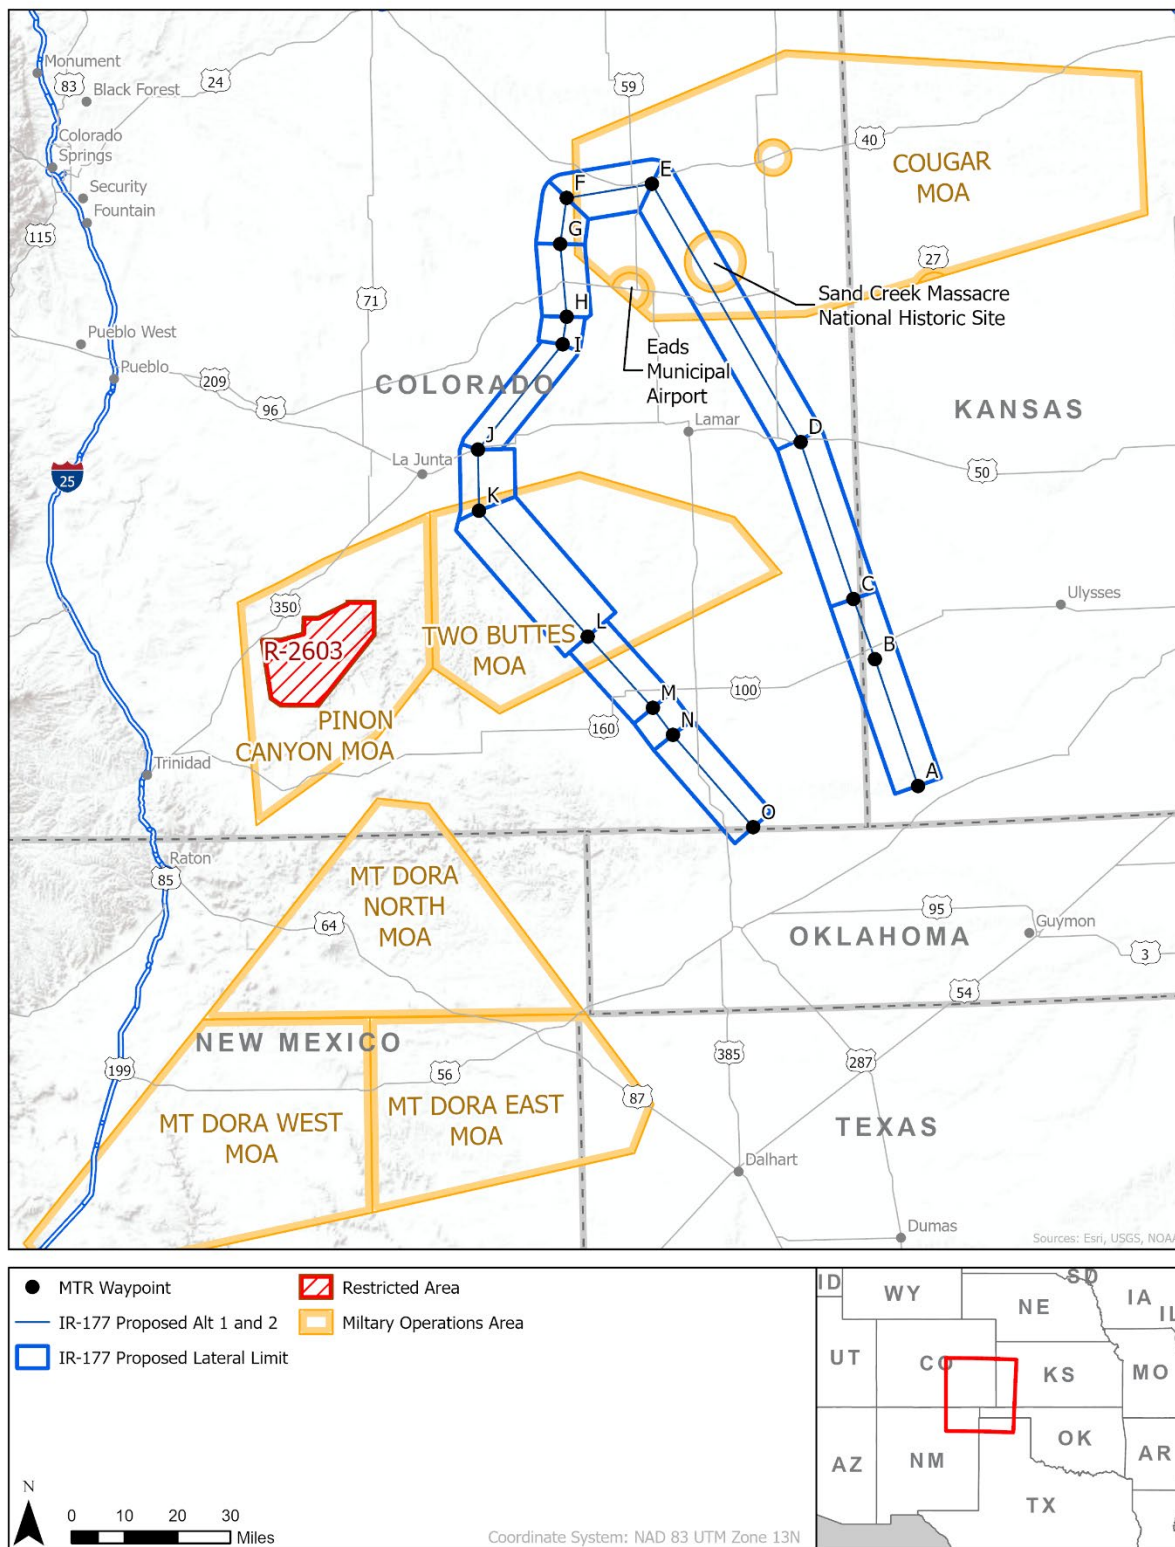 Monument
83
Black Forest
24
59
Colorado
Springs
Security
Fountain
115
40
COUGAR
MOA
E
F
G
71
27
Sand Creek Massacre
National Historic Site
H
I
Eads
Municipal
Airport
Pueblo West
Pueblo
209
96
COLORADO
KANSAS
Lamar
D
J
La Junta
25
50
K
C
Ulysses
350
R-2603
TWO BUTTES
MOA
L
B
100
M
N
160
PINON
CANYON MOA
Trinidad
A
O
Raton
85
MT DORA
NORTH
MOA
64
95
Guymon
OKLAHOMA
3
54
NEW MEXICO
199
56
385
287
87
MT DORA WEST
MOA
MT DORA EAST
MOA
TEXAS
Dalhart
Dumas
Sources: Esri, USGS, NOAA
MTR Waypoint
IR-177 Proposed Alt 1 and 2
IR-177 Proposed Lateral Limit
Restricted Area
Miltary Operations Area
N
0 10 20 30
Miles
Coordinate System: NAD 83 UTM Zone 13N
ID
WY
SD
NE
IA
IL
UT
CO
KS
MO
AZ
NM
OK
AR
TX